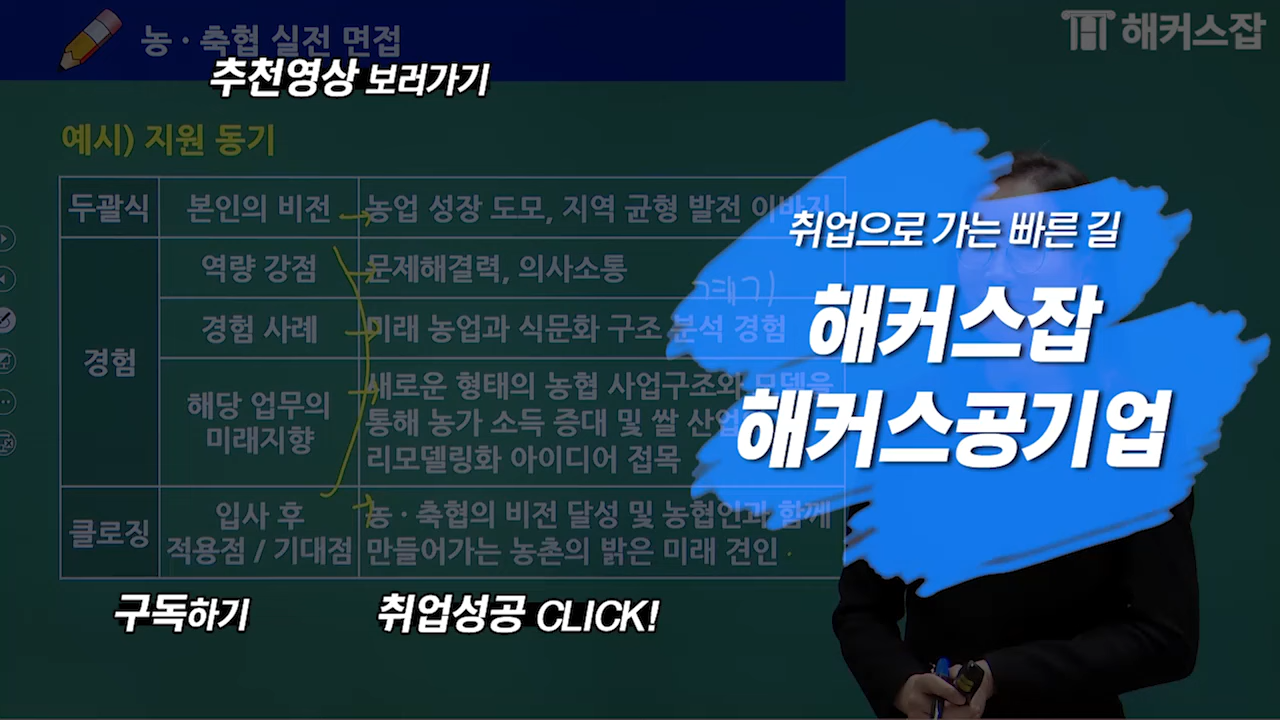 농 · 축협 실전 면접
해커스잡
추천영상 보러가기
예시) 지원 동기
두괄식
본인의 비전
농업 성장 도모, 지역 균형 발전 이바지
경험
역량 강점
문제해결력, 의사소통
경험 사례
미래 농업과 식문화 구조 분석 경험
계기
해당 업무의
미래지향
새로운 형태의 농협 사업구조와 모델을
통해 농가 소득 증대 및 쌀 산업
리모델링화 아이디어 접목
클로징
입사 후
적용점 / 기대점
농 · 축협의 비전 달성 및 농협인과 함께
만들어가는 농촌의 밝은 미래 견인
취업으로 가는 빠른 길
해커스잡
해커스공기업
구독하기
취업성공 CLICK!